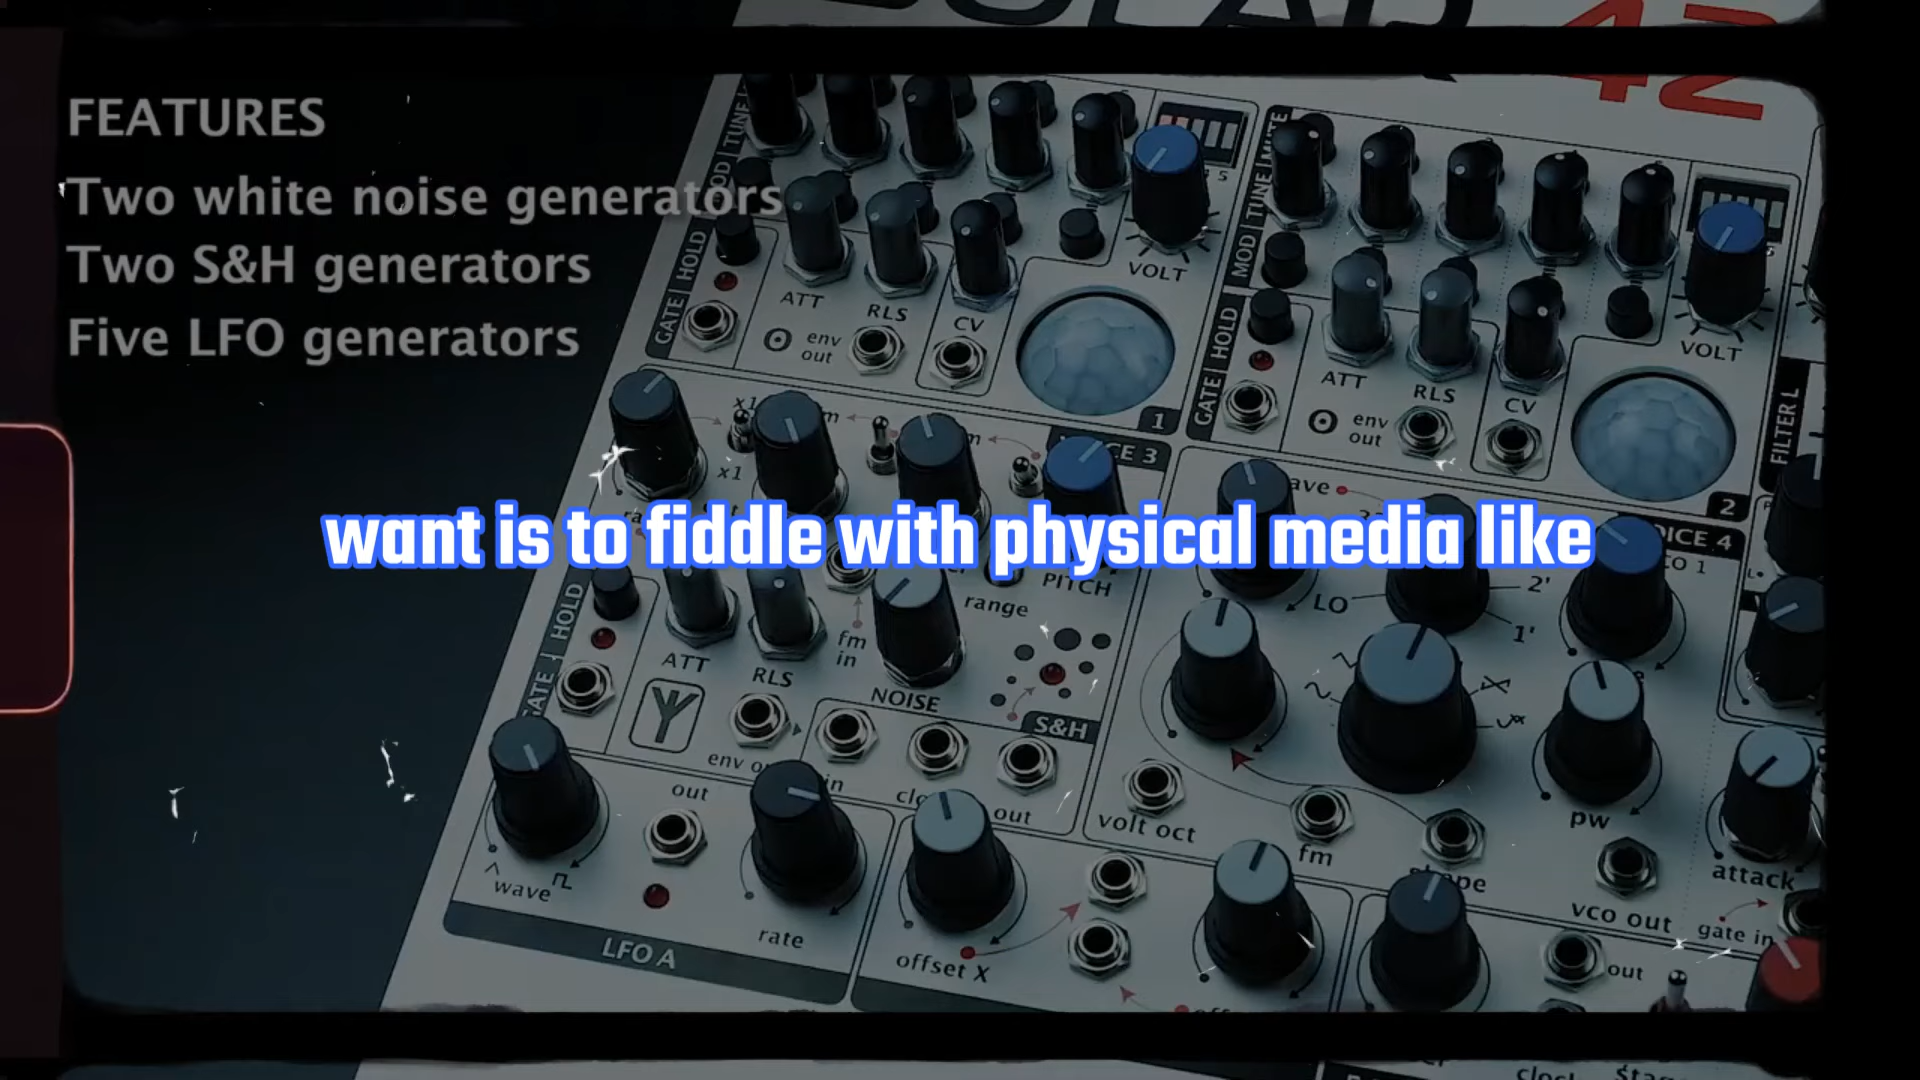 42
FEATURES
Two white noise generators
Two S&H generators
Five LFO generators
MOD | TUNE
MOD | TUNE | MUTE
VOLT
VOLT
GATE | HOLD
GATE | HOLD
ATT
RLS
CV
env
out
ATT
RLS
CV
env
out
1
2
FILTER L
x1
want is to fiddle with physical media like
PITCH
range
LO
2'
1'
HOLD
fm
in
ATT
RLS
NOISE
S&H
out
out
volt oct
fm
pw
vco out
attack
gate in
wave
rate
LFO A
offset X
out